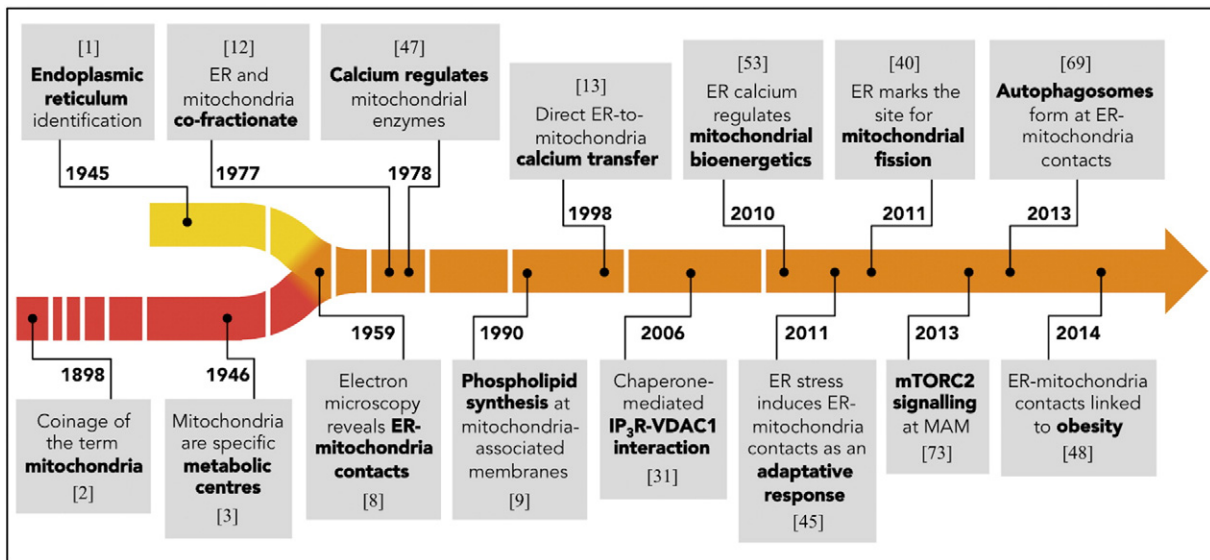 [1]
Endoplasmic
reticulum
identification
1945
[12]
ER and
mitochondria
co-fractionate
1977
[47]
Calcium regulates
mitochondrial
enzymes
1978
[13]
Direct ER-to-
mitochondria
calcium transfer
1998
[53]
ER calcium
regulates
mitochondrial
bioenergetics
2010
[40]
ER marks the
site for
mitochondrial
fission
2011
[69]
Autophagosomes
form at ER-
mitochondria
contacts
2013
1898
Coinage of
the term
mitochondria
[2]
1946
Mitochondria
are specific
metabolic
centres
[3]
1959
Electron
microscopy
reveals ER-
mitochondria
contacts
[8]
1990
Phospholipid
synthesis at
mitochondria-
associated
membranes
[9]
2006
Chaperone-
mediated
IP₃R-VDAC1
interaction
[31]
2011
ER stress
induces ER-
mitochondria
contacts as an
adaptative
response
[45]
2013
mTORC2
signalling
at MAM
[73]
2014
ER-mitochondria
contacts linked
to obesity
[48]